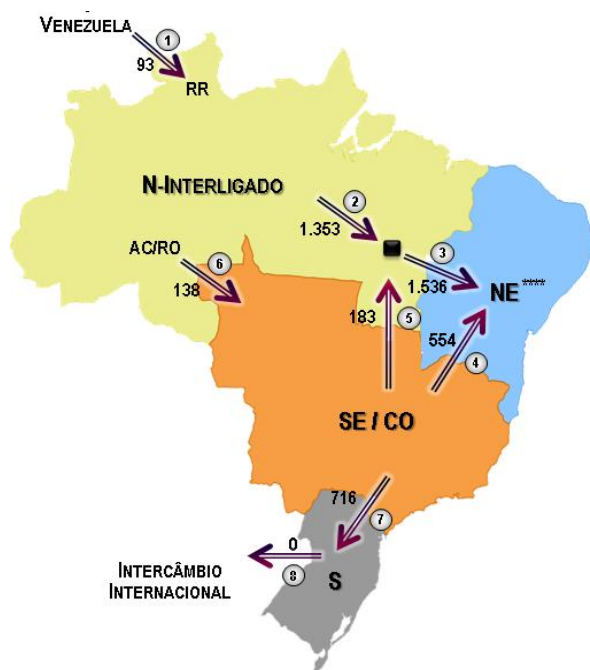 VENEZUELA
1
93
RR
N-INTERLIGADO
2
1.353
AC/RO
6
3
138
1.536
NE****
183
5
554
4
SE / CO
716
7
0
INTERCÂMBIO
INTERNACIONAL
8
S